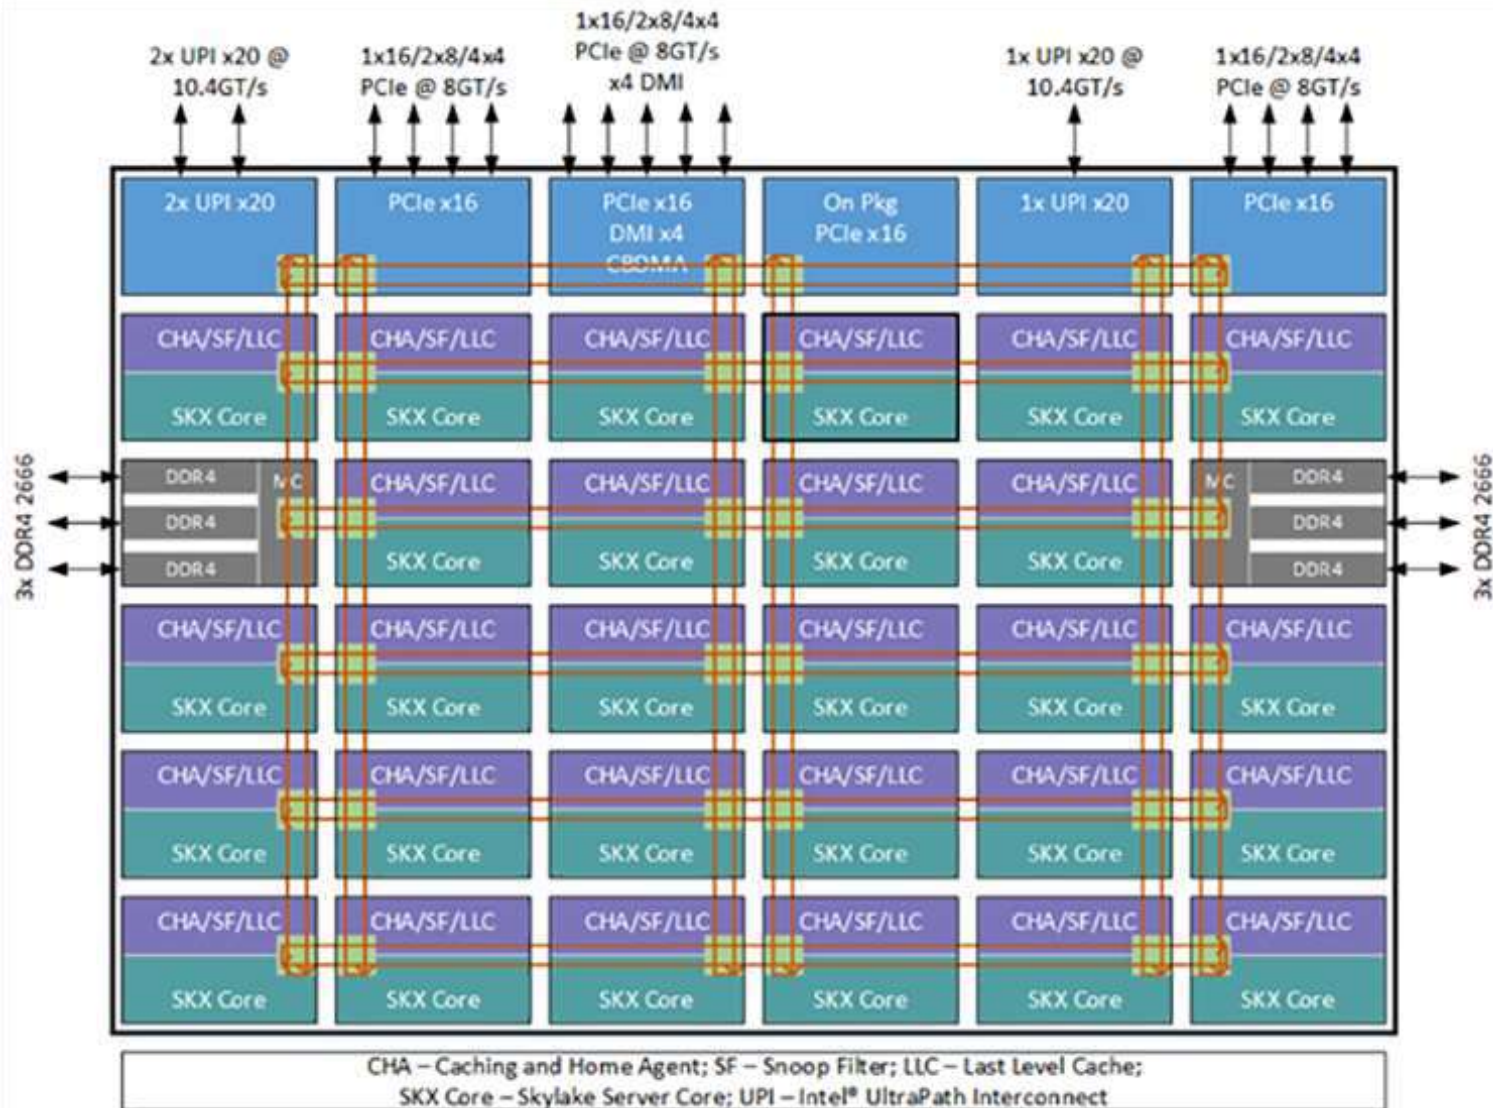 2x UPI x20 @
10.4GT/s
1x16/2x8/4x4
PCIe @ 8GT/s
1x16/2x8/4x4
PCIe @ 8GT/s
x4 DMI
1x UPI x20 @
10.4GT/s
1x16/2x8/4x4
PCIe @ 8GT/s
2x UPI x20
PCIe x16
PCIe x16
DMI x4
CBDMA
On Pkg
PCIe x16
1x UPI x20
PCIe x16
CHA/SF/LLC
CHA/SF/LLC
CHA/SF/LLC
CHA/SF/LLC
CHA/SF/LLC
CHA/SF/LLC
SKX Core
SKX Core
SKX Core
SKX Core
SKX Core
SKX Core
3x DDR4 2666
DDR4
DDR4
DDR4
MC
CHA/SF/LLC
CHA/SF/LLC
CHA/SF/LLC
CHA/SF/LLC
SKX Core
SKX Core
SKX Core
SKX Core
MC
DDR4
DDR4
DDR4
3x DDR4 2666
CHA/SF/LLC
CHA/SF/LLC
CHA/SF/LLC
CHA/SF/LLC
CHA/SF/LLC
CHA/SF/LLC
SKX Core
SKX Core
SKX Core
SKX Core
SKX Core
SKX Core
CHA/SF/LLC
CHA/SF/LLC
CHA/SF/LLC
CHA/SF/LLC
CHA/SF/LLC
CHA/SF/LLC
SKX Core
SKX Core
SKX Core
SKX Core
SKX Core
SKX Core
CHA/SF/LLC
CHA/SF/LLC
CHA/SF/LLC
CHA/SF/LLC
CHA/SF/LLC
CHA/SF/LLC
SKX Core
SKX Core
SKX Core
SKX Core
SKX Core
SKX Core
CHA – Caching and Home Agent; SF – Snoop Filter; LLC – Last Level Cache;
SKX Core – Skylake Server Core; UPI – Intel® UltraPath Interconnect